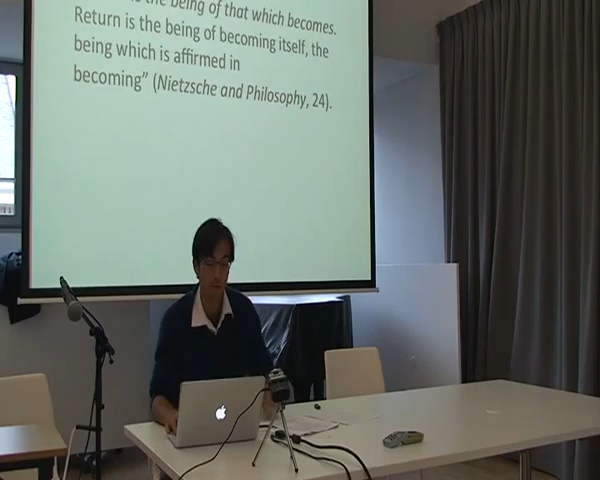 the being of that which becomes.
Return is the being of becoming itself, the
being which is affirmed in
becoming” (Nietzsche and Philosophy, 24).